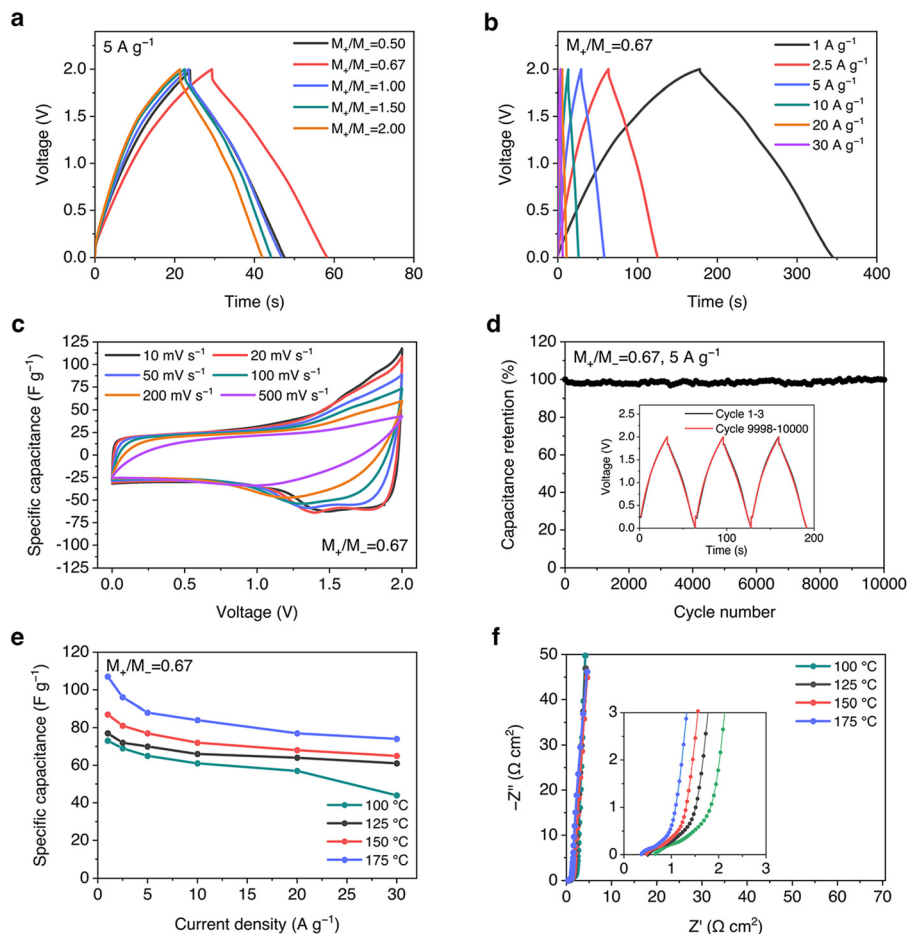 a
5 A g⁻¹
M₊/M₋=0.50
M₊/M₋=0.67
M₊/M₋=1.00
M₊/M₋=1.50
M₊/M₋=2.00
2.5
2.0
1.5
1.0
0.5
0.0
Voltage (V)
0 20 40 60 80
Time (s)
b
M₊/M₋=0.67
1 A g⁻¹
2.5 A g⁻¹
5 A g⁻¹
10 A g⁻¹
20 A g⁻¹
30 A g⁻¹
2.5
2.0
1.5
1.0
0.5
0.0
Voltage (V)
0 100 200 300 400
Time (s)
c
10 mV s⁻¹ 20 mV s⁻¹
50 mV s⁻¹ 100 mV s⁻¹
200 mV s⁻¹ 500 mV s⁻¹
125
100
75
50
25
0
-25
-50
-75
-100
-125
Specific capacitance (F g⁻¹)
M₊/M₋=0.67
0.0 0.5 1.0 1.5 2.0
Voltage (V)
d
M₊/M₋=0.67, 5 A g⁻¹
120
100
80
60
40
20
0
Capacitance retention (%)
Cycle 1-3
Cycle 9998-10000
2.5
2.0
1.5
1.0
0.5
0.0
Voltage (V)
0 100 200
Time (s)
0 2000 4000 6000 8000 10000
Cycle number
e
M₊/M₋=0.67
120
100
80
60
40
20
0
Specific capacitance (F g⁻¹)
100 °C
125 °C
150 °C
175 °C
0 5 10 15 20 25 30
Current density (A g⁻¹)
f
100 °C
125 °C
150 °C
175 °C
50
40
30
20
10
0
–Z″ (Ω cm²)
3
2
1
0
1 2 3
0 10 20 30 40 50 60 70
Z′ (Ω cm²)